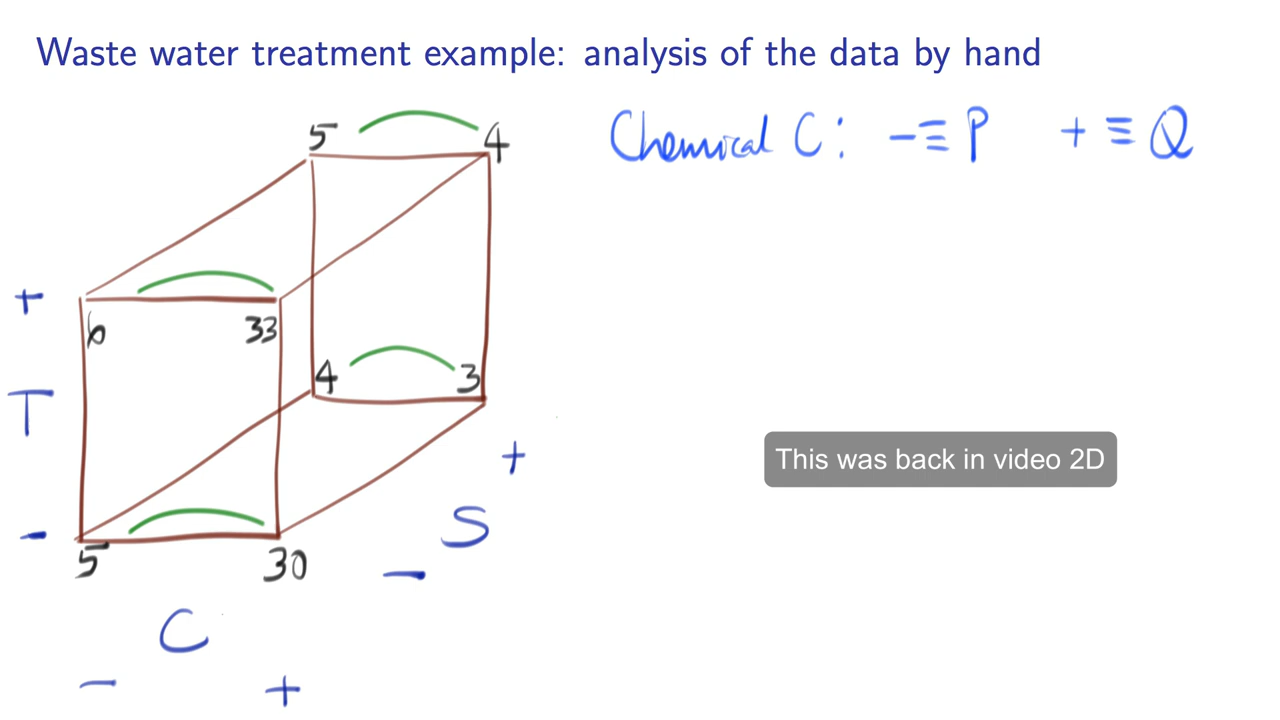 Waste water treatment example: analysis of the data by hand
Chemical C: -≡ P + ≡ Q
5 4
+
6 33
T
4 3
This was back in video 2D
+
S
-
5 30
-
C
- +